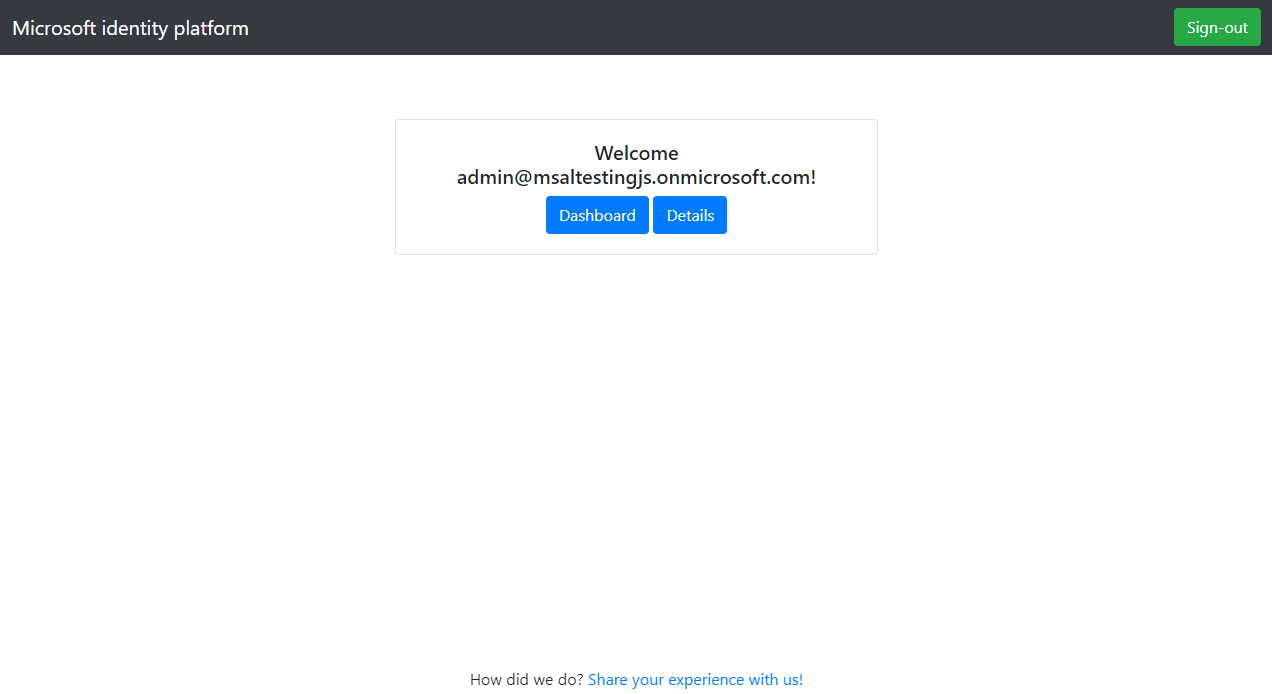 Microsoft identity platform
Sign-out
Welcome
admin@msaltestingjs.onmicrosoft.com!
Dashboard Details
How did we do? Share your experience with us!